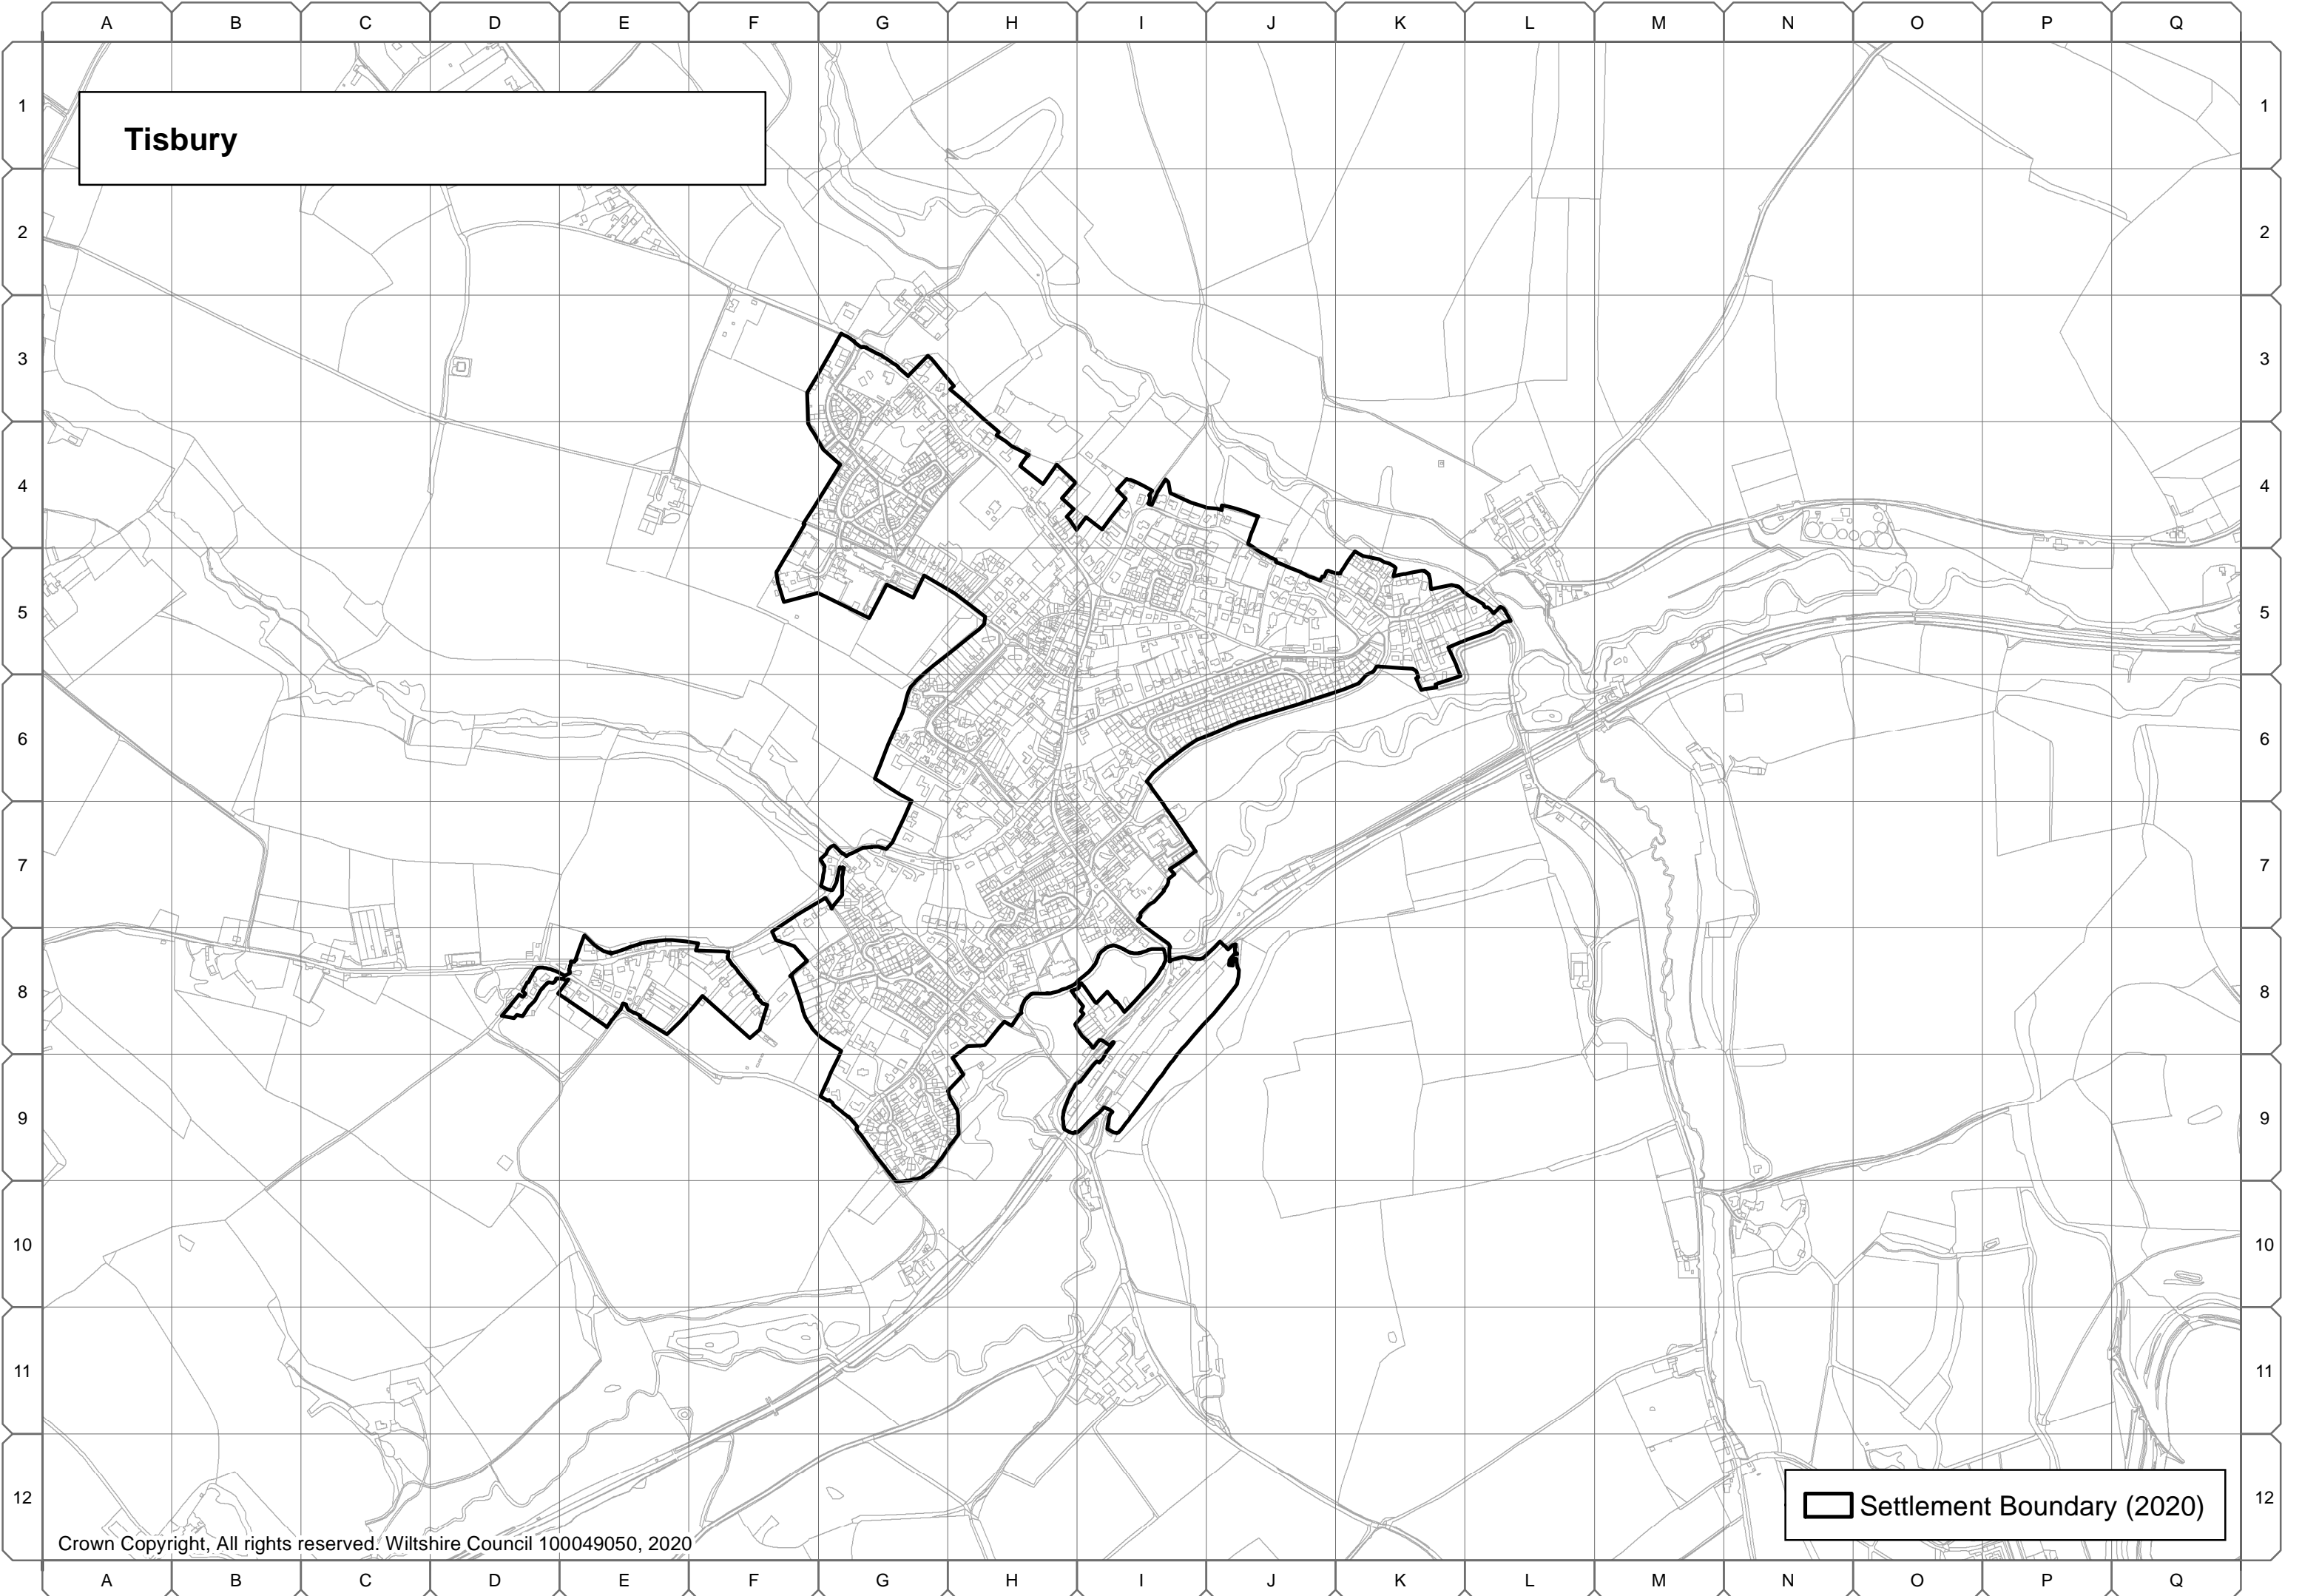 A B C D E F G H I J K L M N O P Q
1 1
Tisbury
2 2
3 3
4 4
5 5
6 6
7 7
8 8
9 9
10 10
11 11
12 12
Settlement Boundary (2020)
Crown Copyright, All rights reserved. Wiltshire Council 100049050, 2020
A B C D E F G H I J K L M N O P Q